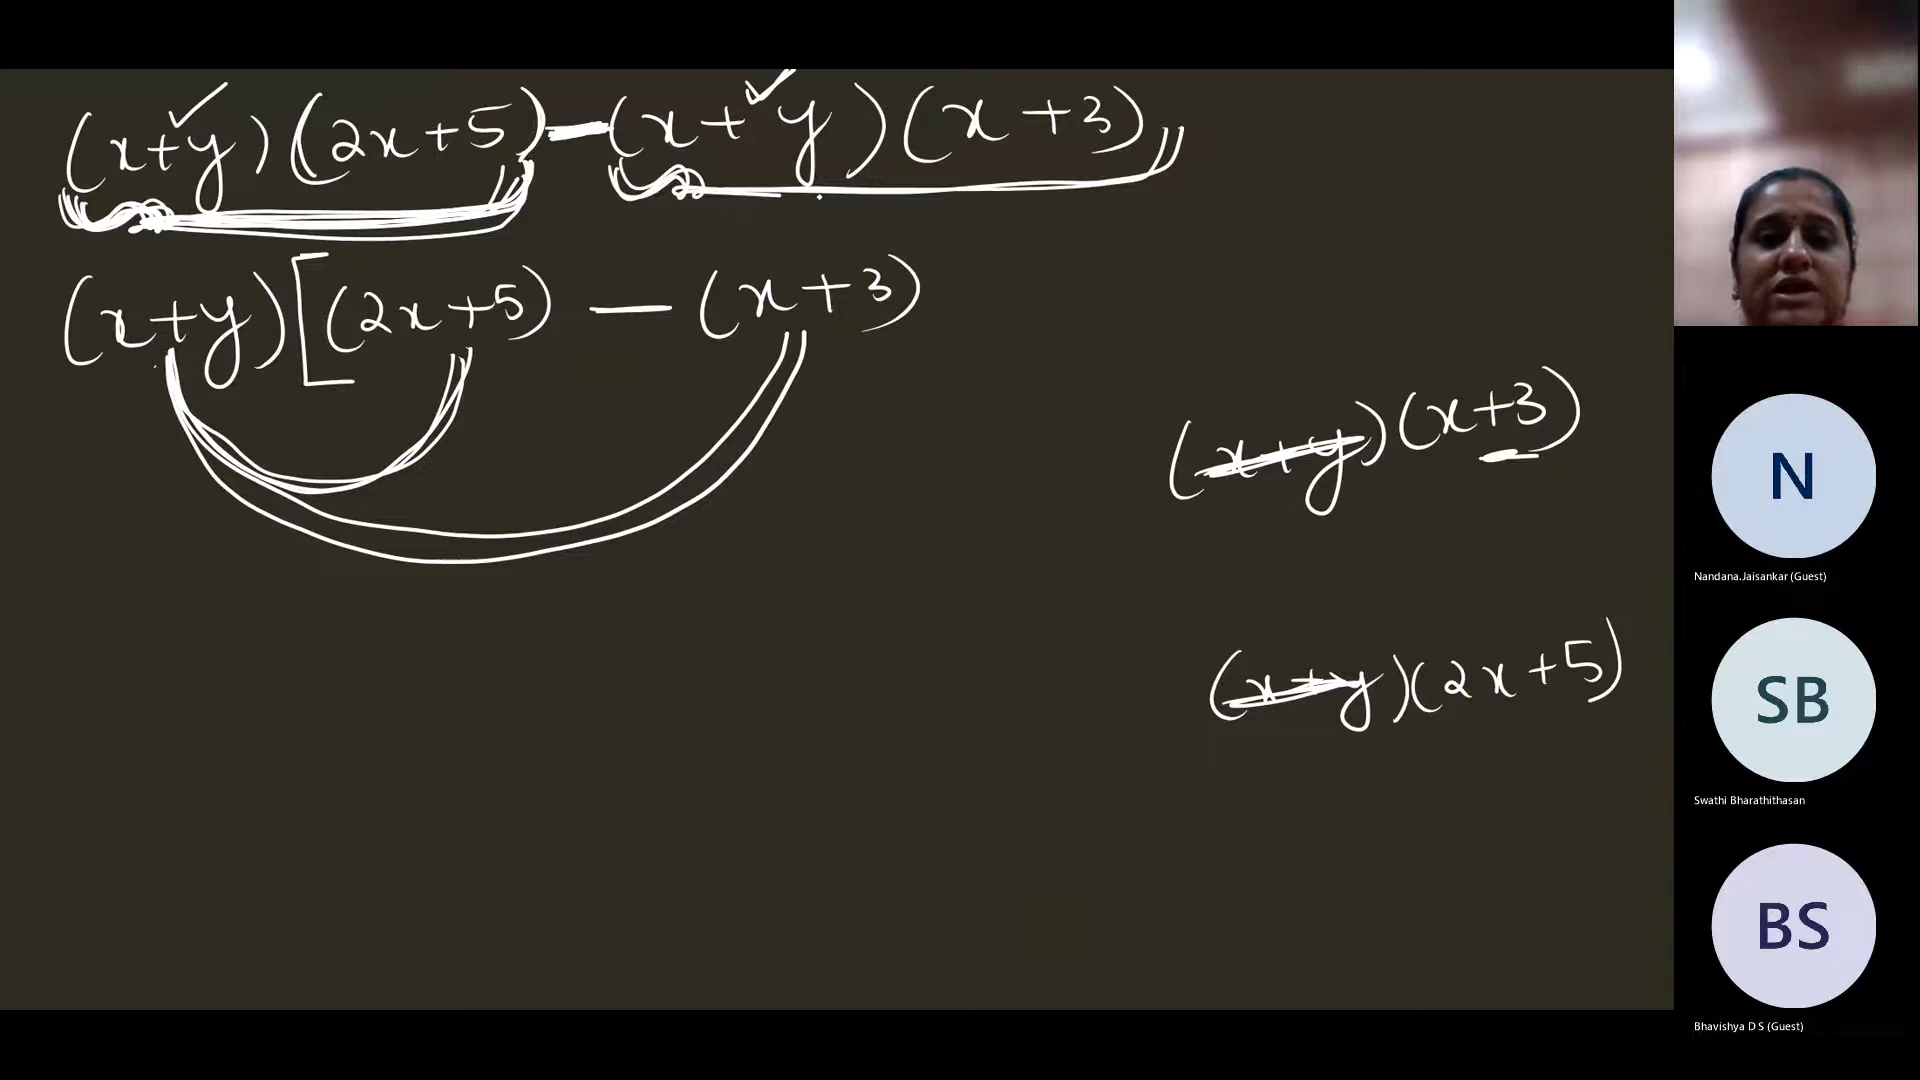 (x+y)(2x+5)-(x+y)(x+3)
(x+y)[(2x+5) - (x+3)
(x+y)(x+3)
(x+y)(2x+5)
N
Nandana.Jaisankar (Guest)
SB
Swathi Bharathithasan
BS
Bhavishya D S (Guest)